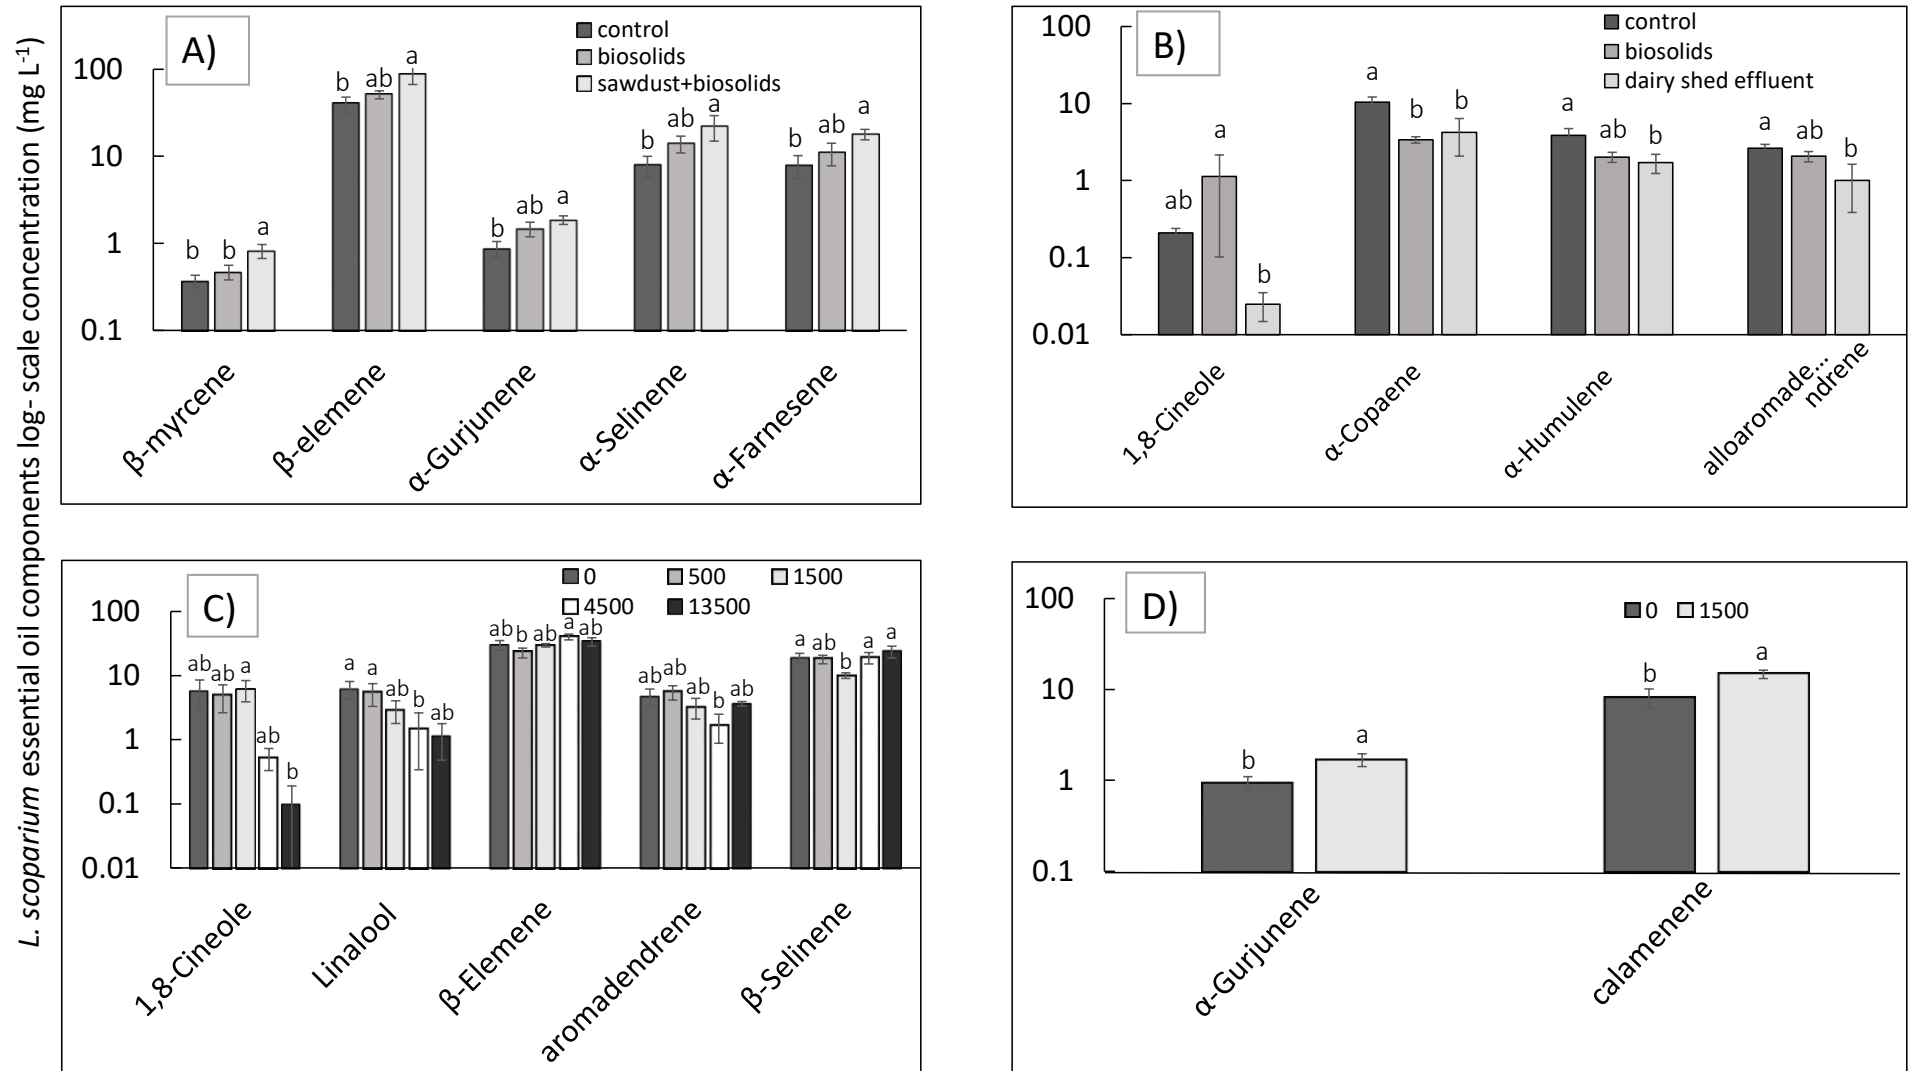 L. scoparium essential oil components log- scale concentration (mg L-1)
A)
control
biosolids
sawdust+biosolids
100
10
1
0.1
b b a
b ab a
b ab a
b ab a
b ab a
β-myrcene
β-elemene
α-Gurjunene
α-Selinene
α-Farnesene
B)
control
biosolids
dairy shed effluent
100
10
1
0.1
0.01
ab a b
a b b
a ab b
a ab b
1,8-Cineole
α-Copaene
α-Humulene
alloaromade...
ndrene
C)
0 500 1500
4500 13500
100
10
1
0.1
0.01
ab ab a ab b
a a ab b ab
ab b ab a ab
ab ab ab b ab
a ab b a a
1,8-Cineole
Linalool
β-Elemene
aromadendrene
β-Selinene
D)
0 1500
100
10
1
0.1
b a
b a
α-Gurjunene
calamenene